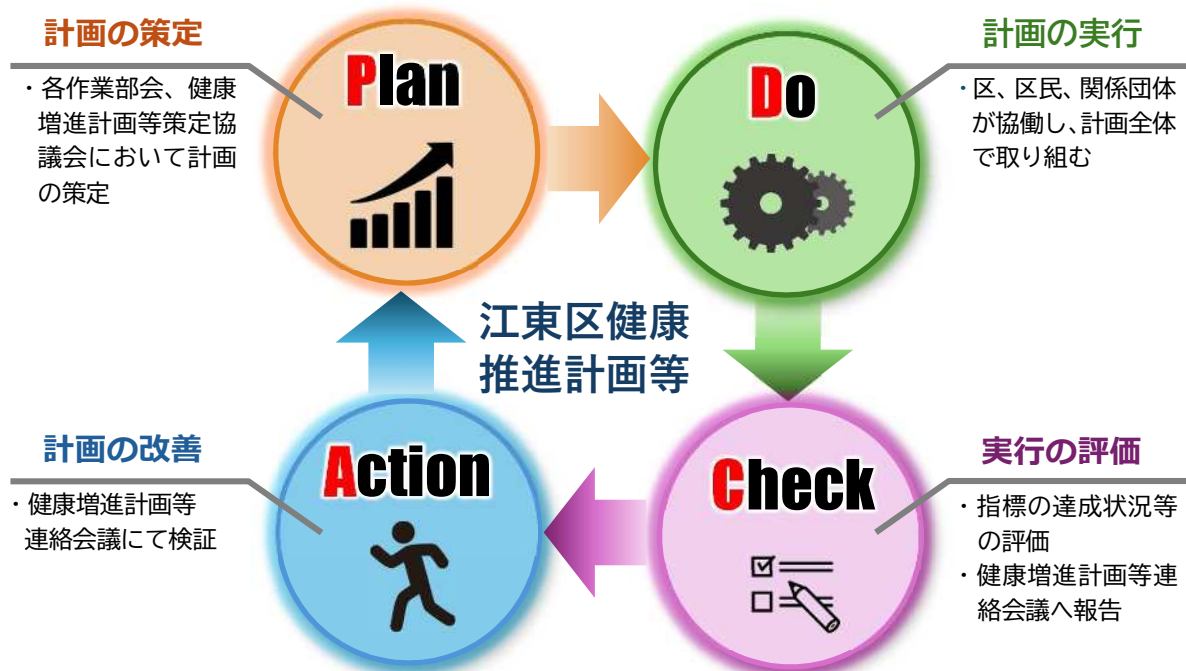 計画の策定
・各作業部会、健康
増進計画等策定協
議会において計画
の策定
Plan
Do
計画の実行
・区、区民、関係団体
が協働し、計画全体
で取り組む
江東区健康
推進計画等
計画の改善
・健康増進計画等
連絡会議にて検証
Action
Check
実行の評価
・指標の達成状況等
の評価
・健康増進計画等連
絡会議へ報告